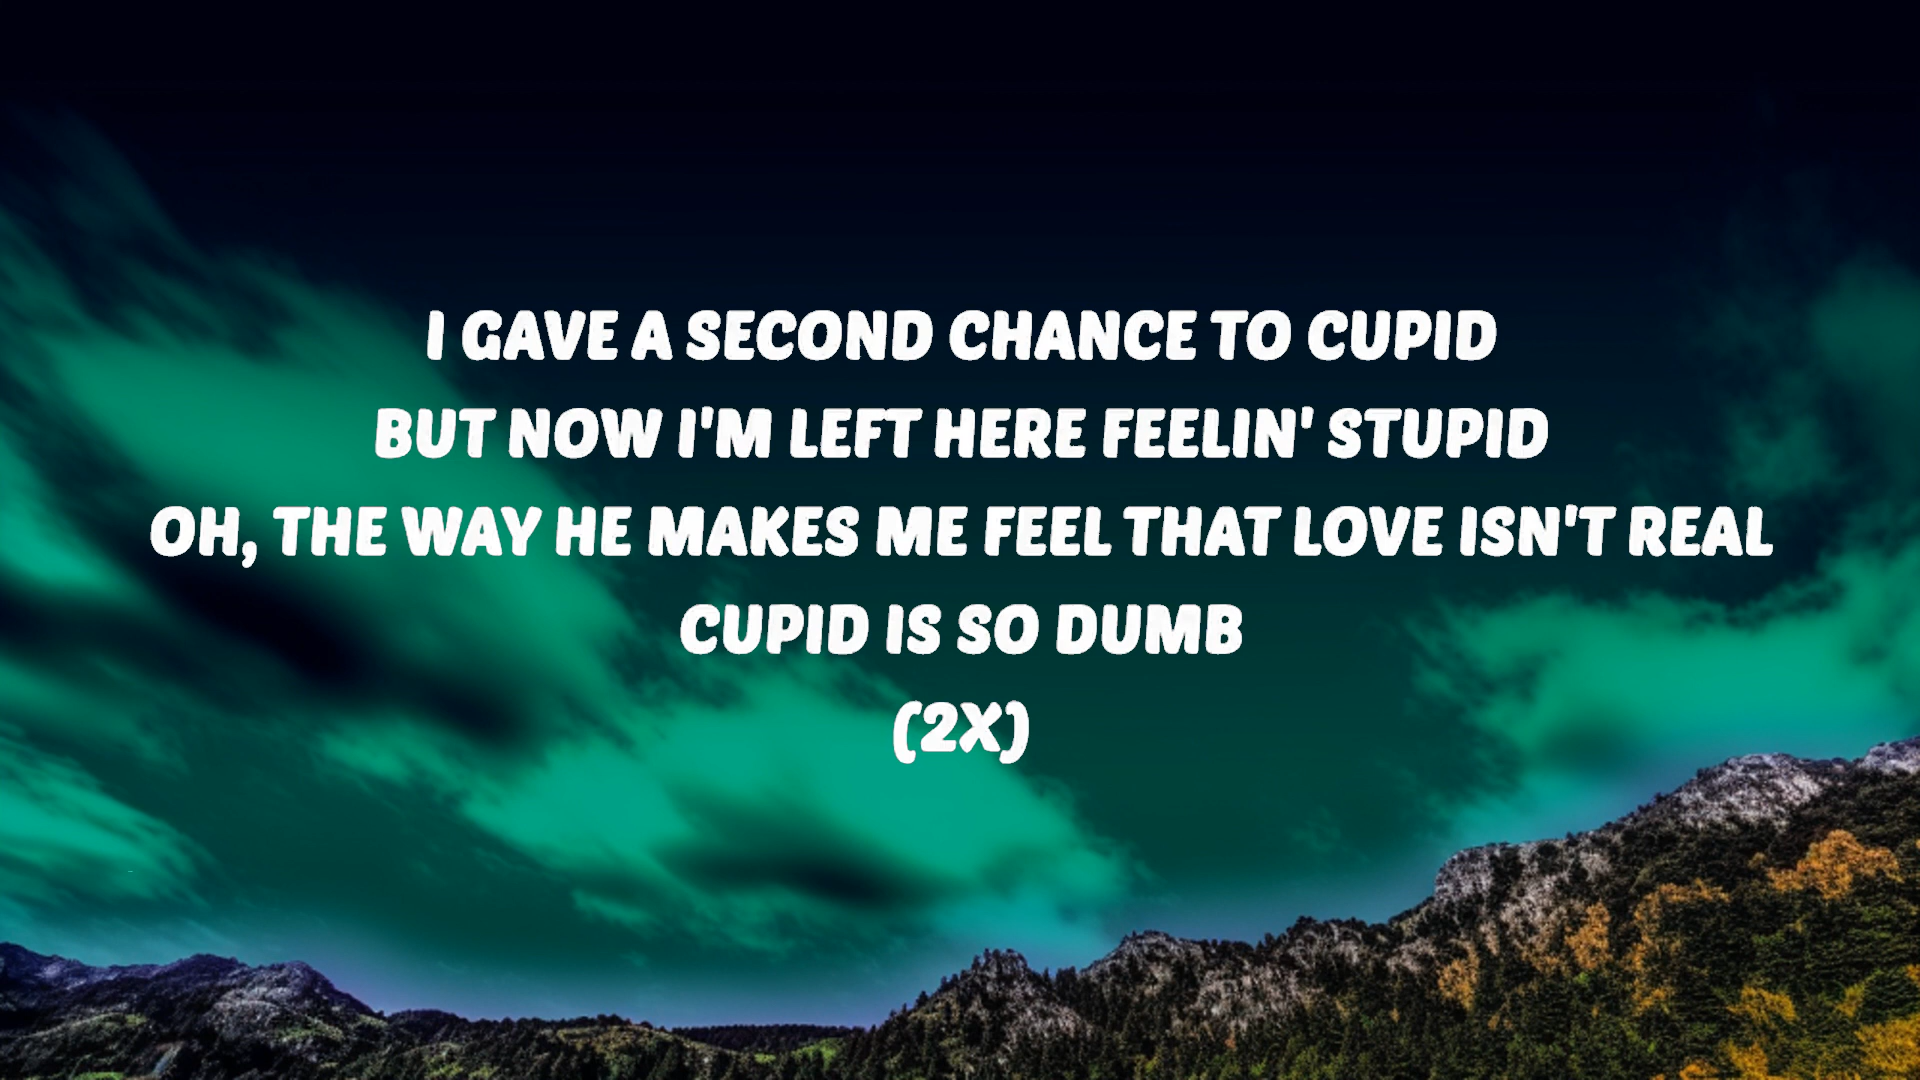 I GAVE A SECOND CHANCE TO CUPID
BUT NOW I'M LEFT HERE FEELIN' STUPID
OH, THE WAY HE MAKES ME FEEL THAT LOVE ISN'T REAL
CUPID IS SO DUMB
(2X)